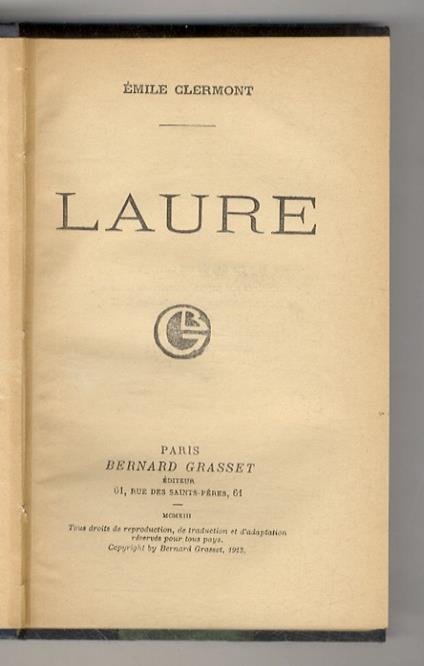 ÉMILE CLERMONT
LAURE
BG
PARIS
BERNARD GRASSET
ÉDITEUR
61, RUE DES SAINTS-PÈRES, 61
MCMXIII
Tous droits de reproduction, de traduction et d'adaptation
réservés pour tous pays.
Copyright by Bernard Grasset, 1913.